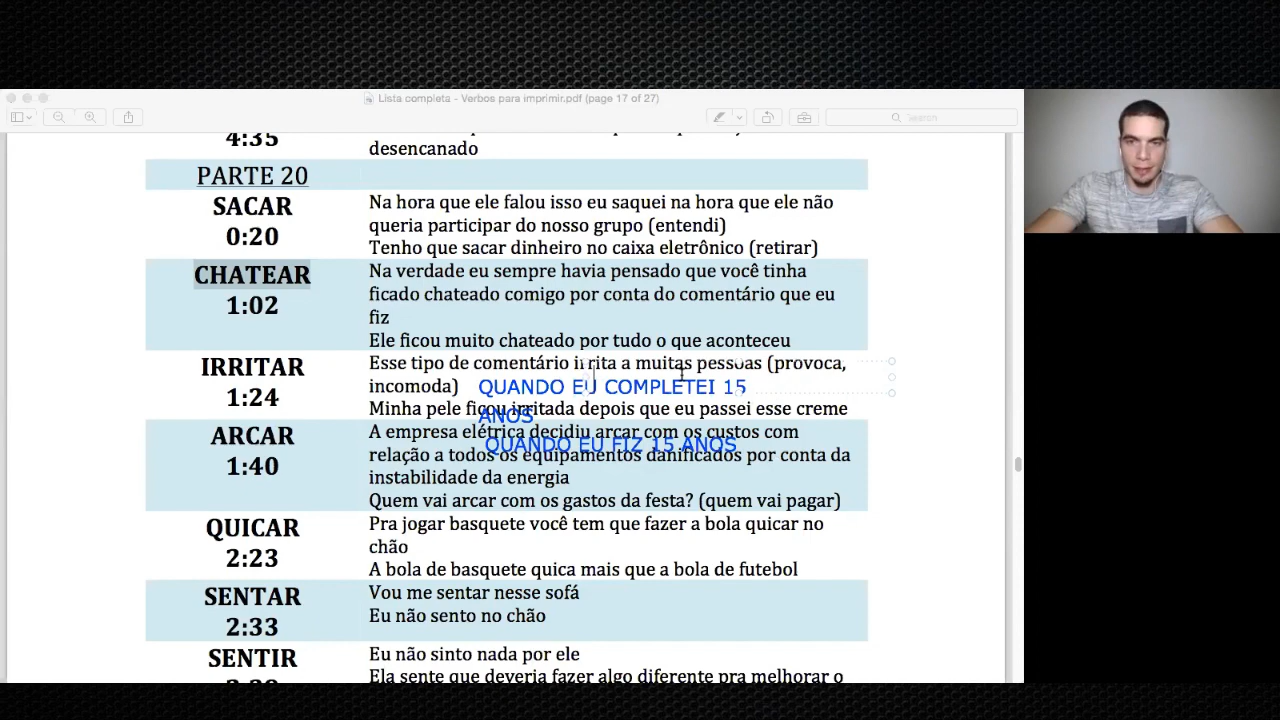 Lista completa - Verbos para imprimir.pdf (page 17 of 27)
Search
4:35
desencanado
PARTE 20
SACAR
0:20
Na hora que ele falou isso eu saquei na hora que ele não
queria participar do nosso grupo (entendi)
Tenho que sacar dinheiro no caixa eletrônico (retirar)
CHATEAR
1:02
Na verdade eu sempre havia pensado que você tinha
ficado chateado comigo por conta do comentário que eu
fiz
Ele ficou muito chateado por tudo o que aconteceu
IRRITAR
1:24
Esse tipo de comentário irrita a muitas pessoas (provoca,
incomoda)
Minha pele ficou irritada depois que eu passei esse creme
QUANDO EU COMPLETEI 15
ANOS
QUANDO EU FIZ 15 ANOS
ARCAR
1:40
A empresa elétrica decidiu arcar com os custos com
relação a todos os equipamentos danificados por conta da
instabilidade da energia
Quem vai arcar com os gastos da festa? (quem vai pagar)
QUICAR
2:23
Pra jogar basquete você tem que fazer a bola quicar no
chão
A bola de basquete quica mais que a bola de futebol
SENTAR
2:33
Vou me sentar nesse sofá
Eu não sento no chão
SENTIR
Eu não sinto nada por ele
Ela sente que deveria fazer algo diferente pra melhorar o